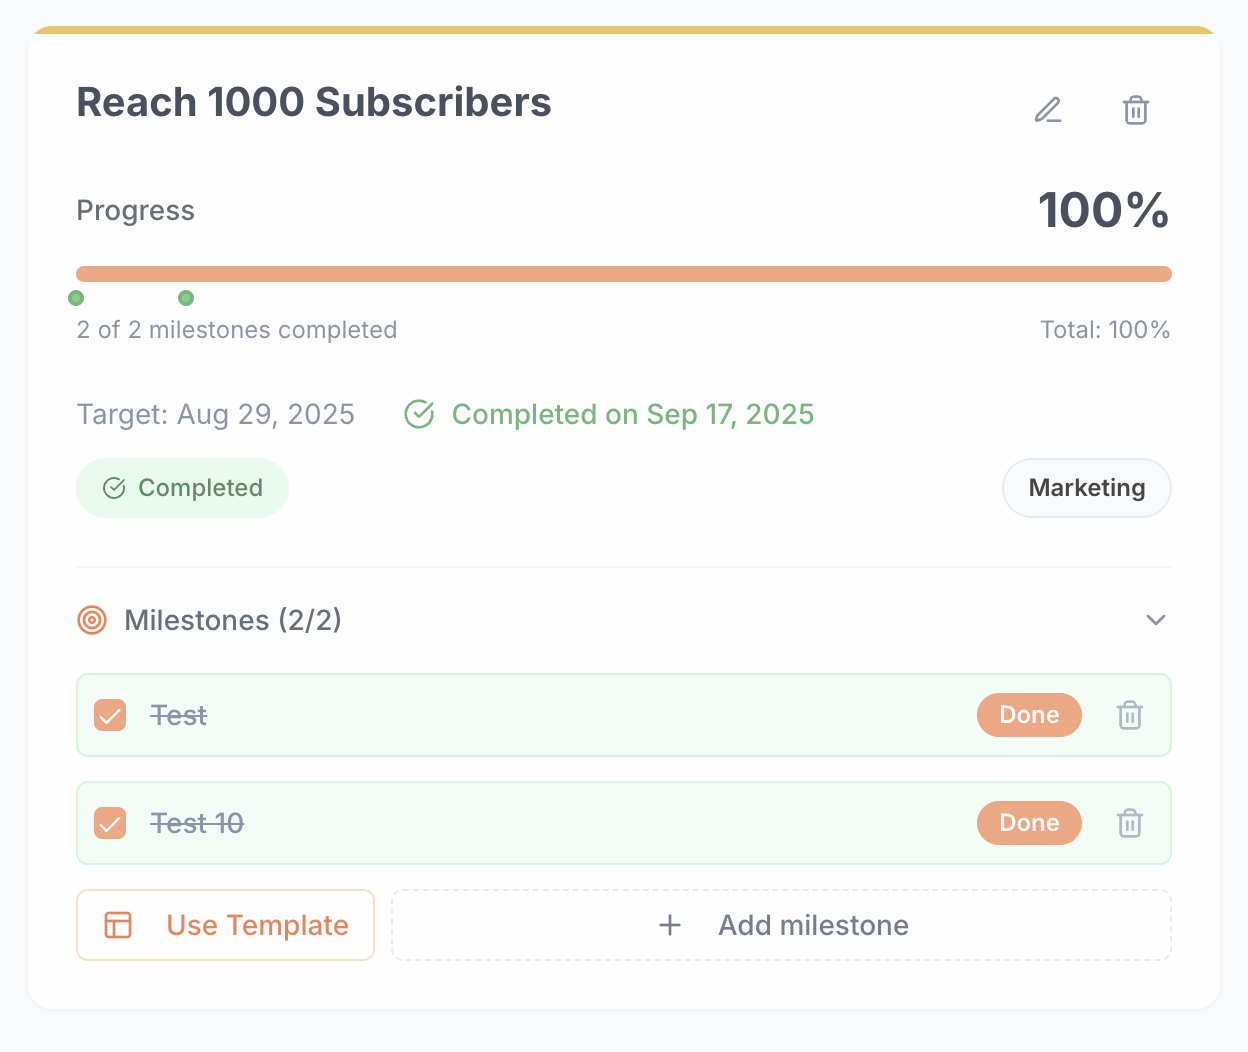 Reach 1000 Subscribers
Progress
100%
2 of 2 milestones completed
Total: 100%
Target: Aug 29, 2025
Completed on Sep 17, 2025
Completed
Marketing
Milestones (2/2)
Test
Done
Test 10
Done
Use Template
Add milestone